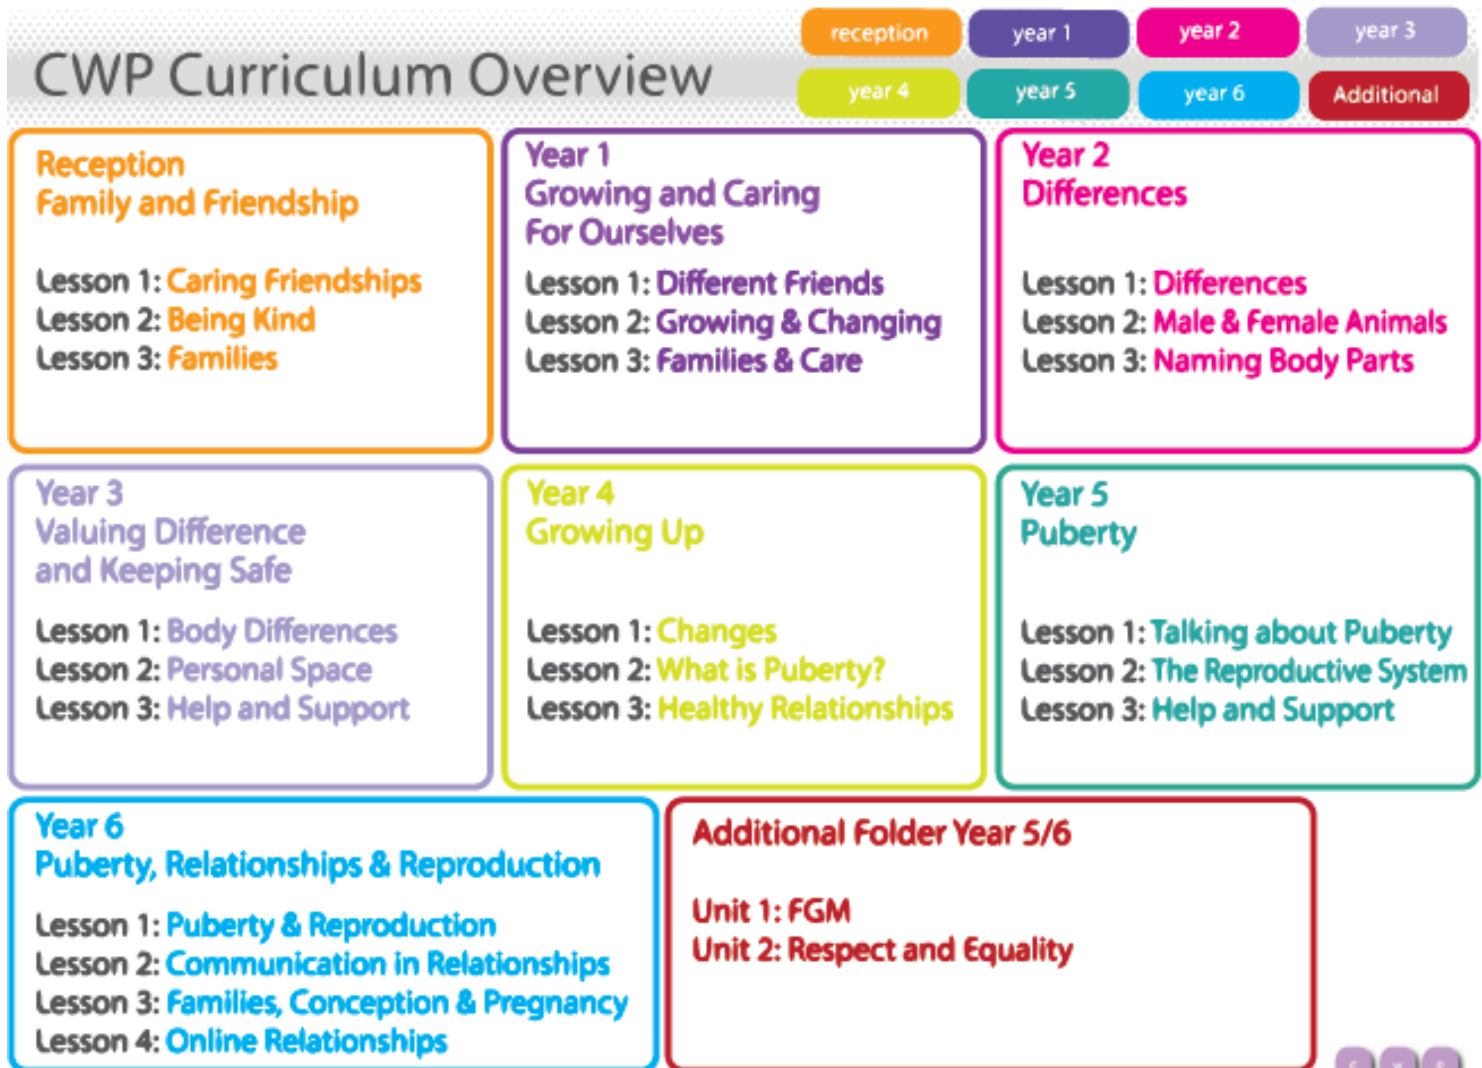 CWP Curriculum Overview
reception
year 1
year 2
year 3
year 4
year 5
year 6
Additional
Reception
Family and Friendship
Lesson 1: Caring Friendships
Lesson 2: Being Kind
Lesson 3: Families
Year 1
Growing and Caring
For Ourselves
Lesson 1: Different Friends
Lesson 2: Growing & Changing
Lesson 3: Families & Care
Year 2
Differences
Lesson 1: Differences
Lesson 2: Male & Female Animals
Lesson 3: Naming Body Parts
Year 3
Valuing Difference
and Keeping Safe
Lesson 1: Body Differences
Lesson 2: Personal Space
Lesson 3: Help and Support
Year 4
Growing Up
Lesson 1: Changes
Lesson 2: What is Puberty?
Lesson 3: Healthy Relationships
Year 5
Puberty
Lesson 1: Talking about Puberty
Lesson 2: The Reproductive System
Lesson 3: Help and Support
Year 6
Puberty, Relationships & Reproduction
Lesson 1: Puberty & Reproduction
Lesson 2: Communication in Relationships
Lesson 3: Families, Conception & Pregnancy
Lesson 4: Online Relationships
Additional Folder Year 5/6
Unit 1: FGM
Unit 2: Respect and Equality